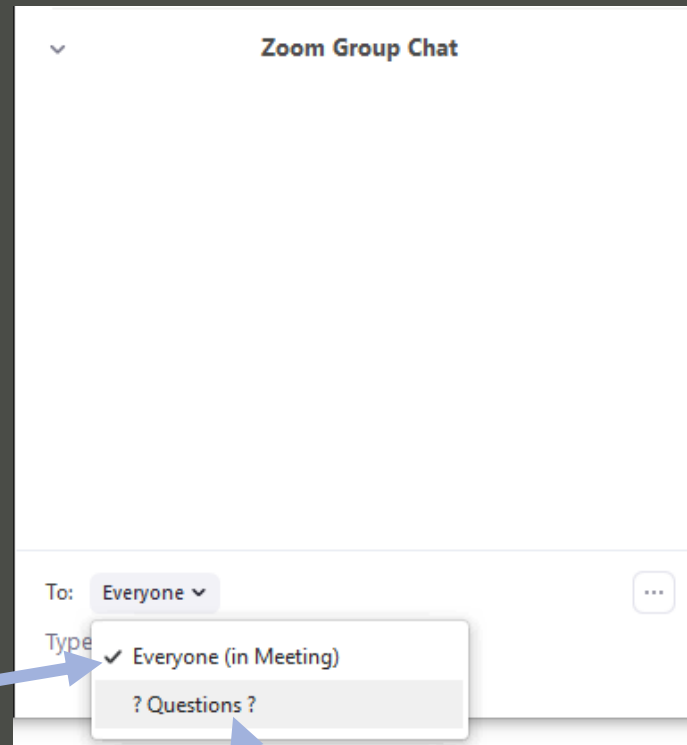 Zoom Group Chat
To: Everyone
Type
Everyone (in Meeting)
? Questions ?